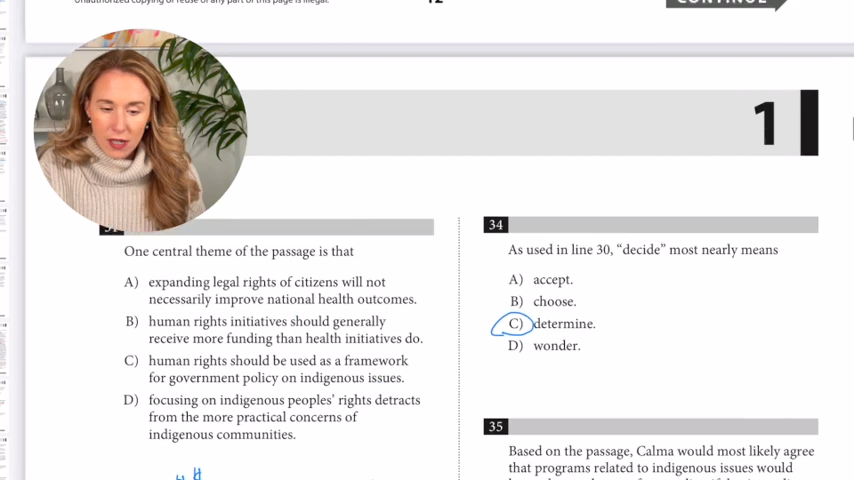 Unauthorized copying or reuse of any part of this page is illegal.
12
CONTINUE
1
31
One central theme of the passage is that
A) expanding legal rights of citizens will not
necessarily improve national health outcomes.
B) human rights initiatives should generally
receive more funding than health initiatives do.
C) human rights should be used as a framework
for government policy on indigenous issues.
D) focusing on indigenous peoples' rights detracts
from the more practical concerns of
indigenous communities.
34
As used in line 30, “decide” most nearly means
A) accept.
B) choose.
C) determine.
D) wonder.
35
Based on the passage, Calma would most likely agree
that programs related to indigenous issues would